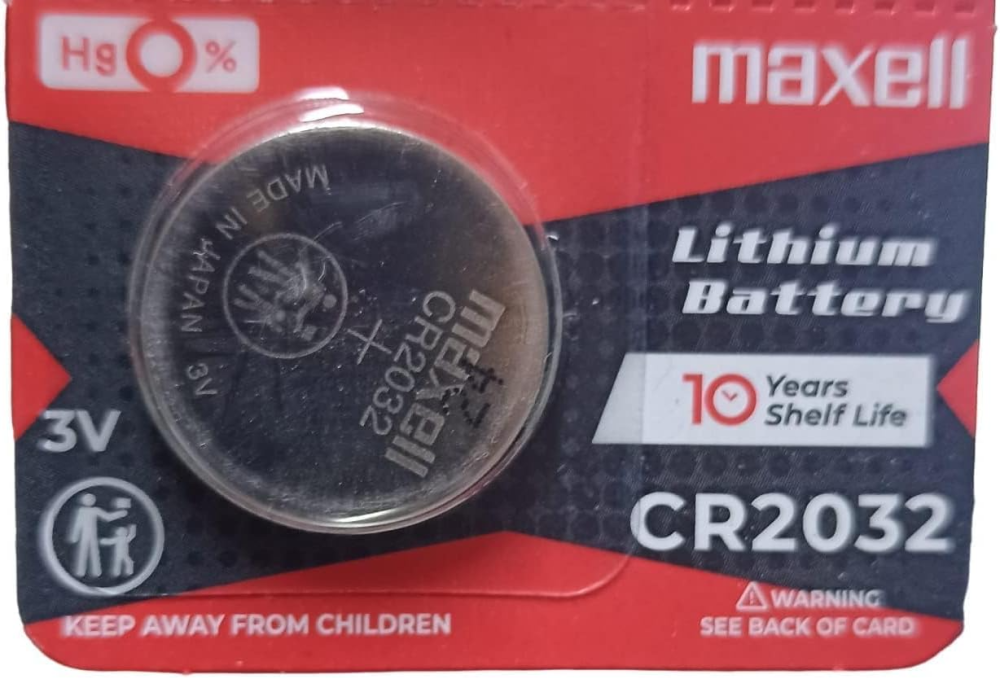 Hg 0 %
maxell
MADE IN JAPAN 3V
+
maxell
CR2032
Lithium
Battery
10 Years
Shelf Life
3V
CR2032
KEEP AWAY FROM CHILDREN
WARNING
SEE BACK OF CARD